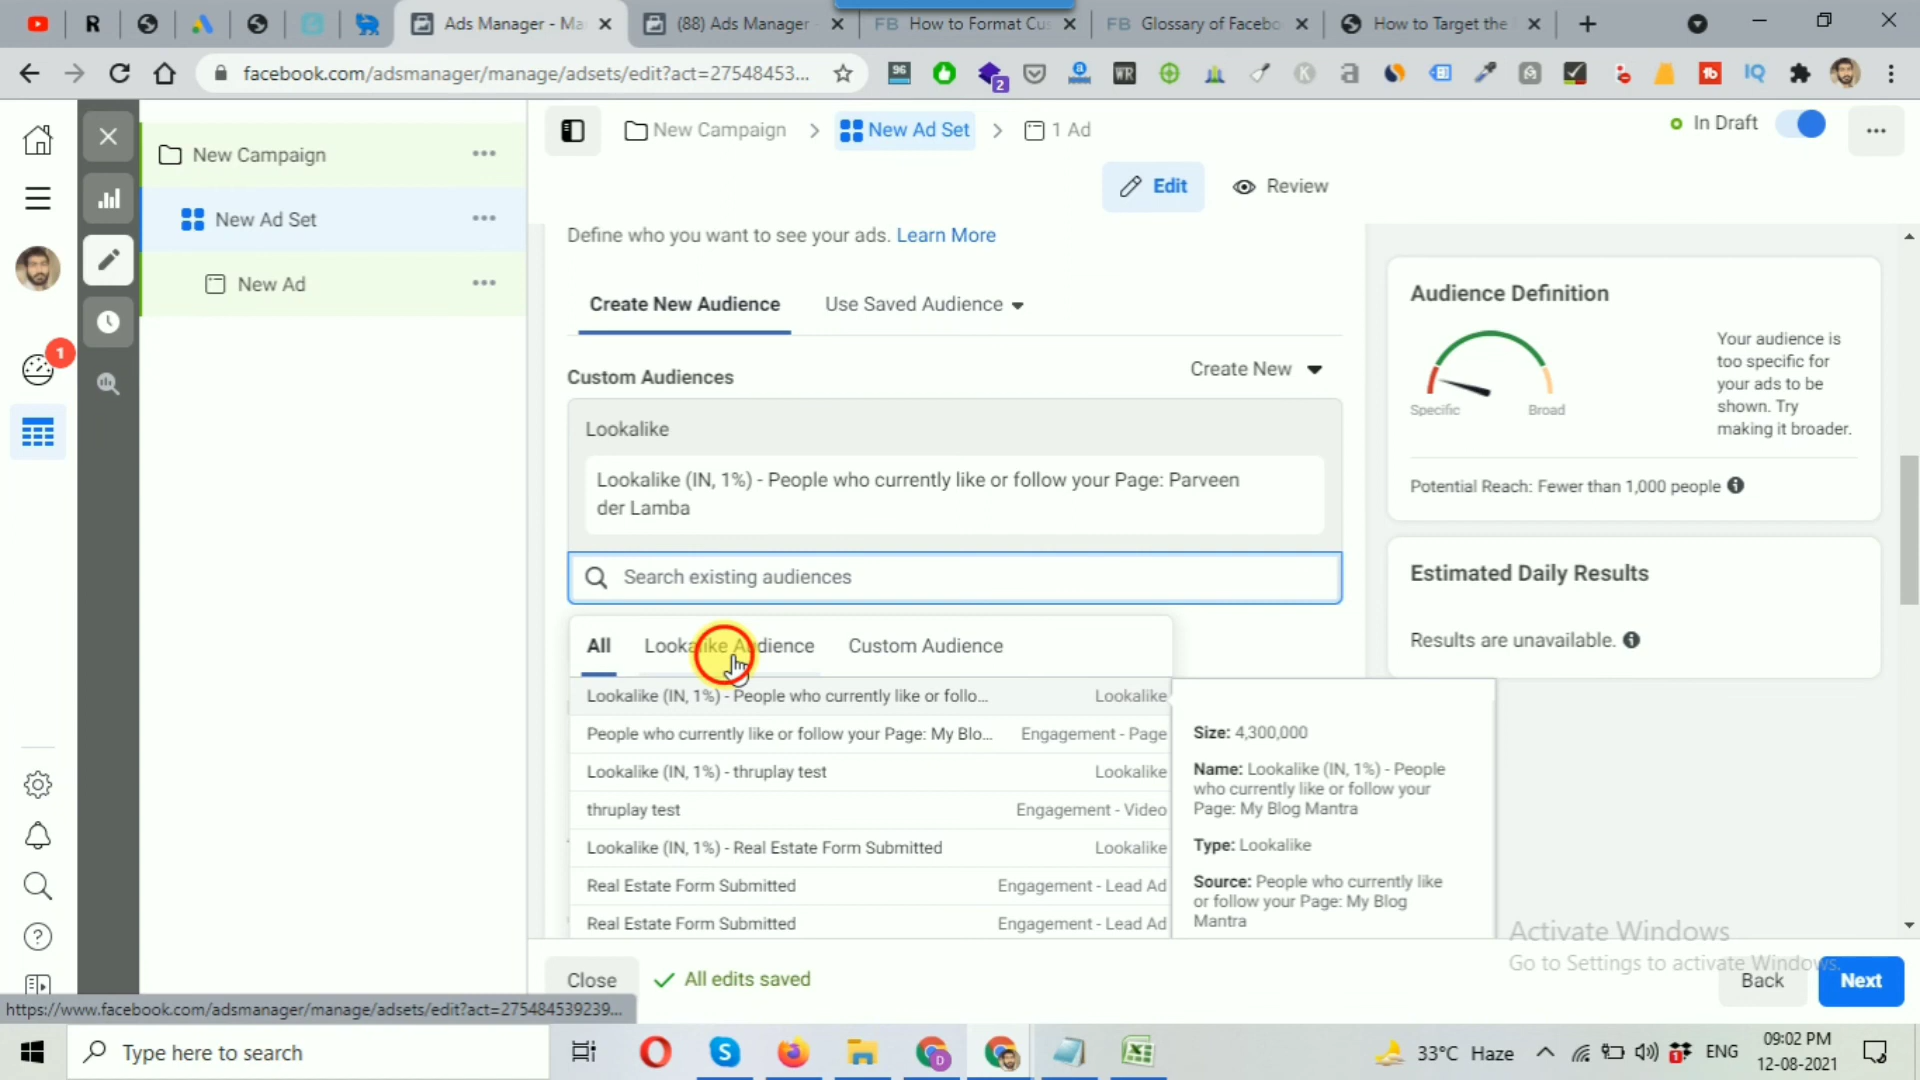 Ads Manager - Ma
(88) Ads Manager
FB How to Format Cus
FB Glossary of Facebo
How to Target the
facebook.com/adsmanager/manage/adsets/edit?act=27548453...
96
2
WR
IQ
New Campaign
New Ad Set
New Ad
1
New Campaign > New Ad Set > 1 Ad
In Draft
Edit
Review
Define who you want to see your ads. Learn More
Create New Audience
Use Saved Audience
Custom Audiences
Create New
Lookalike
Lookalike (IN, 1%) - People who currently like or follow your Page: Parveen
der Lamba
Search existing audiences
All
Lookalike Audience
Custom Audience
Lookalike (IN, 1%) - People who currently like or follo... Lookalike
People who currently like or follow your Page: My Blo... Engagement - Page
Lookalike (IN, 1%) - thruplay test Lookalike
thruplay test Engagement - Video
Lookalike (IN, 1%) - Real Estate Form Submitted Lookalike
Real Estate Form Submitted Engagement - Lead Ad
Real Estate Form Submitted Engagement - Lead Ad
Size: 4,300,000
Name: Lookalike (IN, 1%) - People
who currently like or follow your
Page: My Blog Mantra
Type: Lookalike
Source: People who currently like
or follow your Page: My Blog
Mantra
Audience Definition
Specific
Broad
Your audience is
too specific for
your ads to be
shown. Try
making it broader.
Potential Reach: Fewer than 1,000 people
Estimated Daily Results
Results are unavailable.
Activate Windows
Go to Settings to activate Windows.
Close
All edits saved
Back
Next
https://www.facebook.com/adsmanager/manage/adsets/edit?act=275484539239...
Type here to search
33°C Haze
ENG
09:02 PM
12-08-2021